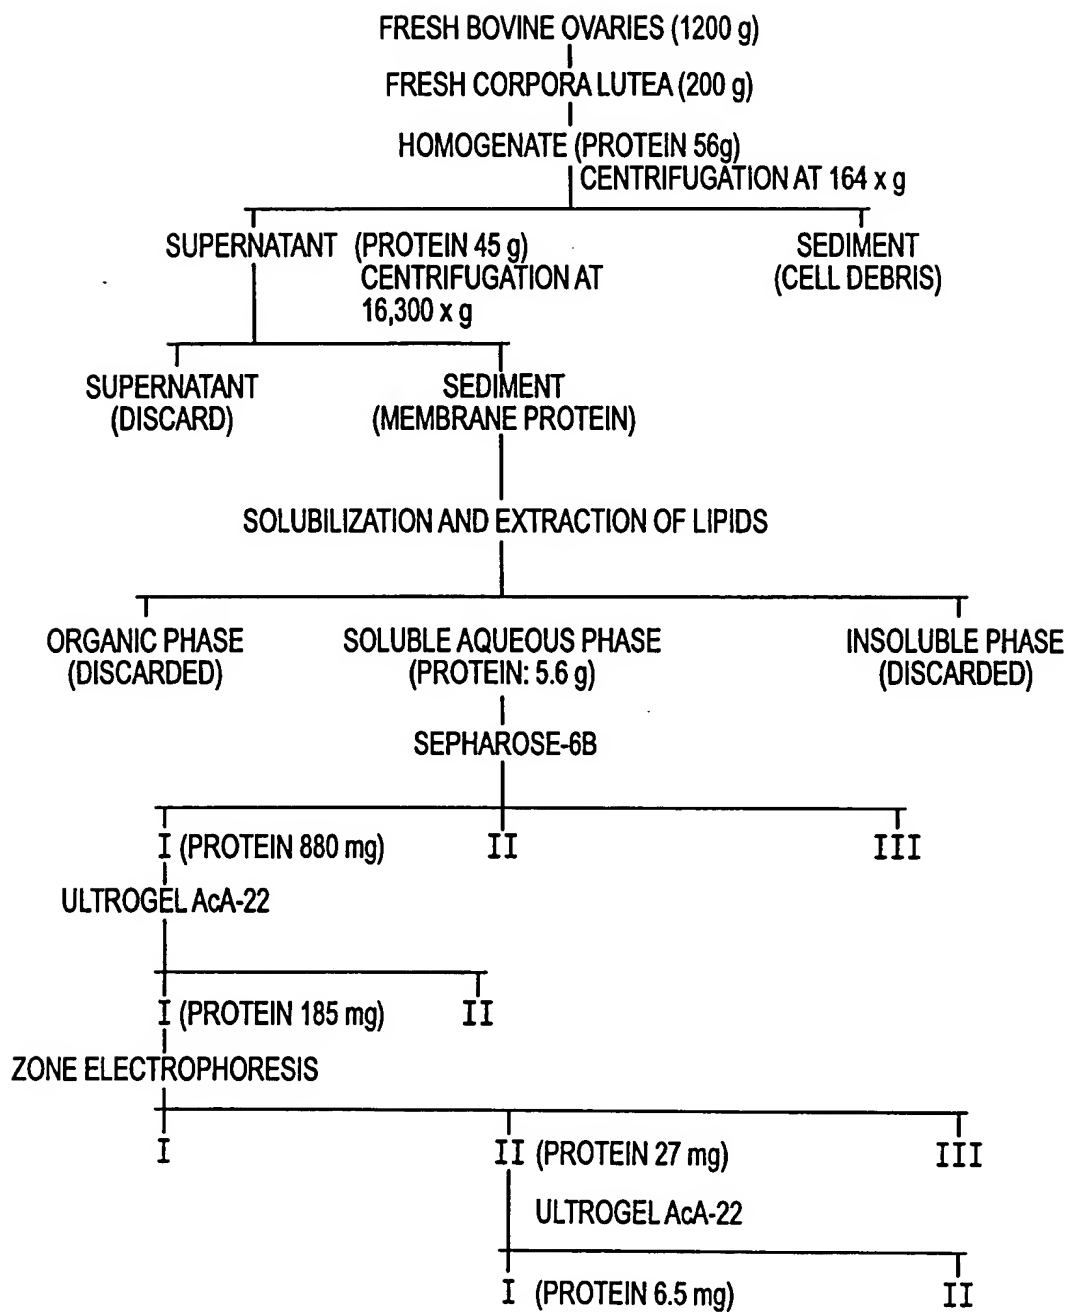 FRESH BOVINE OVARIES (1200 g)
FRESH CORPORA LUTEA (200 g)
HOMOGENATE (PROTEIN 56g)
CENTRIFUGATION AT 164 x g
SUPERNATANT (PROTEIN 45 g)
CENTRIFUGATION AT
16,300 x g
SEDIMENT
(CELL DEBRIS)
SUPERNATANT
(DISCARD)
SEDIMENT
(MEMBRANE PROTEIN)
SOLUBILIZATION AND EXTRACTION OF LIPIDS
ORGANIC PHASE
(DISCARDED)
SOLUBLE AQUEOUS PHASE
(PROTEIN: 5.6 g)
INSOLUBLE PHASE
(DISCARDED)
SEPHAROSE-6B
I (PROTEIN 880 mg) II III
ULTROGEL AcA-22
I (PROTEIN 185 mg) II
ZONE ELECTROPHORESIS
I II (PROTEIN 27 mg) III
ULTROGEL AcA-22
I (PROTEIN 6.5 mg) II